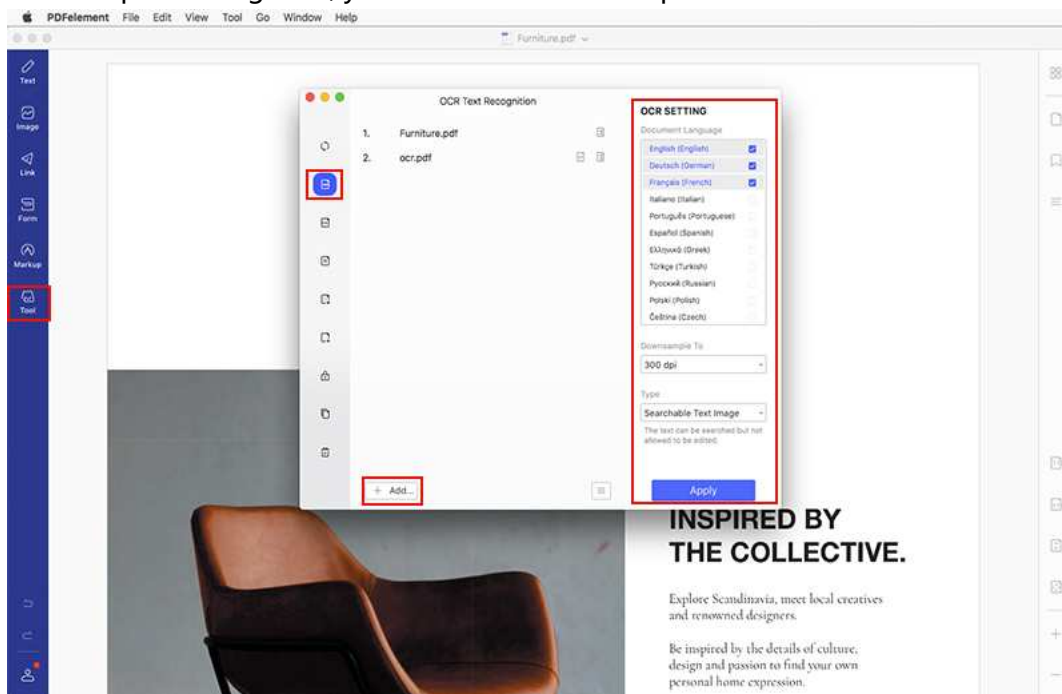 PDFelement File Edit View Tool Go Window Help
Furniture.pdf
Text
Image
Link
Form
Markup
Tool
OCR Text Recognition
1. Furniture.pdf
2. ocr.pdf
+ Add...
OCR SETTING
Document Language
English (English)
Deutsch (German)
Français (French)
Italiano (Italian)
Português (Portuguese)
Español (Spanish)
Ελληνικά (Greek)
Türkçe (Turkish)
Русский (Russian)
Polski (Polish)
Čeština (Czech)
Downsample To
300 dpi
Type
Searchable Text Image
The text can be searched but not
allowed to be edited.
Apply
INSPIRED BY
THE COLLECTIVE.
Explore Scandinavia, meet local creatives
and renowned designers.
Be inspired by the details of culture,
design and passion to find your own
personal home expression.